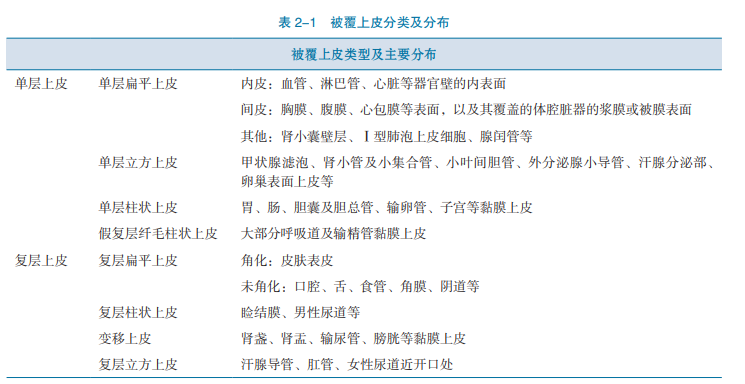 表 2-1 被覆上皮分类及分布
被覆上皮类型及主要分布
单层上皮 单层扁平上皮 内皮：血管、淋巴管、心脏等器官壁的内表面
间皮：胸膜、腹膜、心包膜等表面，以及其覆盖的体腔脏器的浆膜或被膜表面
其他：肾小囊壁层、Ⅰ型肺泡上皮细胞、腺闰管等
单层立方上皮 甲状腺滤泡、肾小管及小集合管、小叶间胆管、外分泌腺小导管、汗腺分泌部、
卵巢表面上皮等
单层柱状上皮 胃、肠、胆囊及胆总管、输卵管、子宫等黏膜上皮
假复层纤毛柱状上皮 大部分呼吸道及输精管黏膜上皮
复层上皮 复层扁平上皮 角化：皮肤表皮
未角化：口腔、舌、食管、角膜、阴道等
复层柱状上皮 睑结膜、男性尿道等
变移上皮 肾盏、肾盂、输尿管、膀胱等黏膜上皮
复层立方上皮 汗腺导管、肛管、女性尿道近开口处